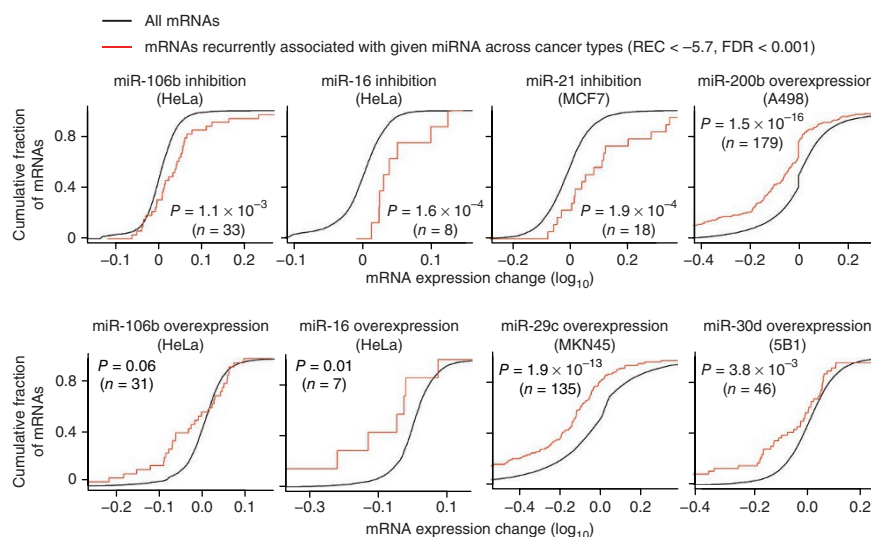 All mRNAs
mRNAs recurrently associated with given miRNA across cancer types (REC < –5.7, FDR < 0.001)
miR-106b inhibition
(HeLa)
miR-16 inhibition
(HeLa)
miR-21 inhibition
(MCF7)
miR-200b overexpression
(A498)
Cumulative fraction
of mRNAs
0.8
0.4
0
P = 1.1 × 10⁻³
(n = 33)
P = 1.6 × 10⁻⁴
(n = 8)
P = 1.9 × 10⁻⁴
(n = 18)
P = 1.5 × 10⁻¹⁶
(n = 179)
–0.1 0 0.1 0.2
–0.1 0 0.1
–0.2 0 0.2
–0.4 –0.2 0 0.2
mRNA expression change (log₁₀)
miR-106b overexpression
(HeLa)
miR-16 overexpression
(HeLa)
miR-29c overexpression
(MKN45)
miR-30d overexpression
(5B1)
Cumulative fraction
of mRNAs
0.8
0.4
0
P = 0.06
(n = 31)
P = 0.01
(n = 7)
P = 1.9 × 10⁻¹³
(n = 135)
P = 3.8 × 10⁻³
(n = 46)
–0.2 0.0 0.1
–0.3 –0.1 0.1
–0.4 –0.2 0.0 0.2
–0.4 –0.2 0.0 0.2
mRNA expression change (log₁₀)